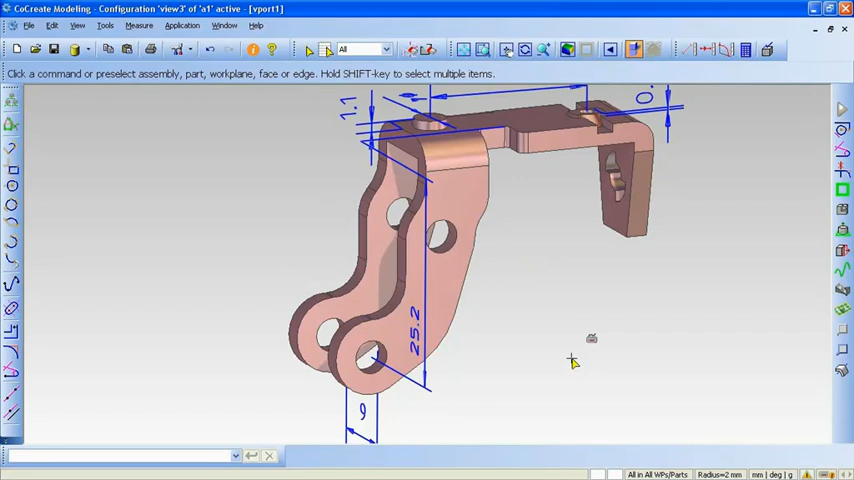 CoCreate Modeling - Configuration 'view3' of 'a1' active - [vport1]
File Edit View Tools Measure Application Window Help
All
Click a command or preselect assembly, part, workplane, face or edge. Hold SHIFT-key to select multiple items.
1.1
0.
25.2
9
All in All WPs/Parts Radius=2 mm mm | deg | g